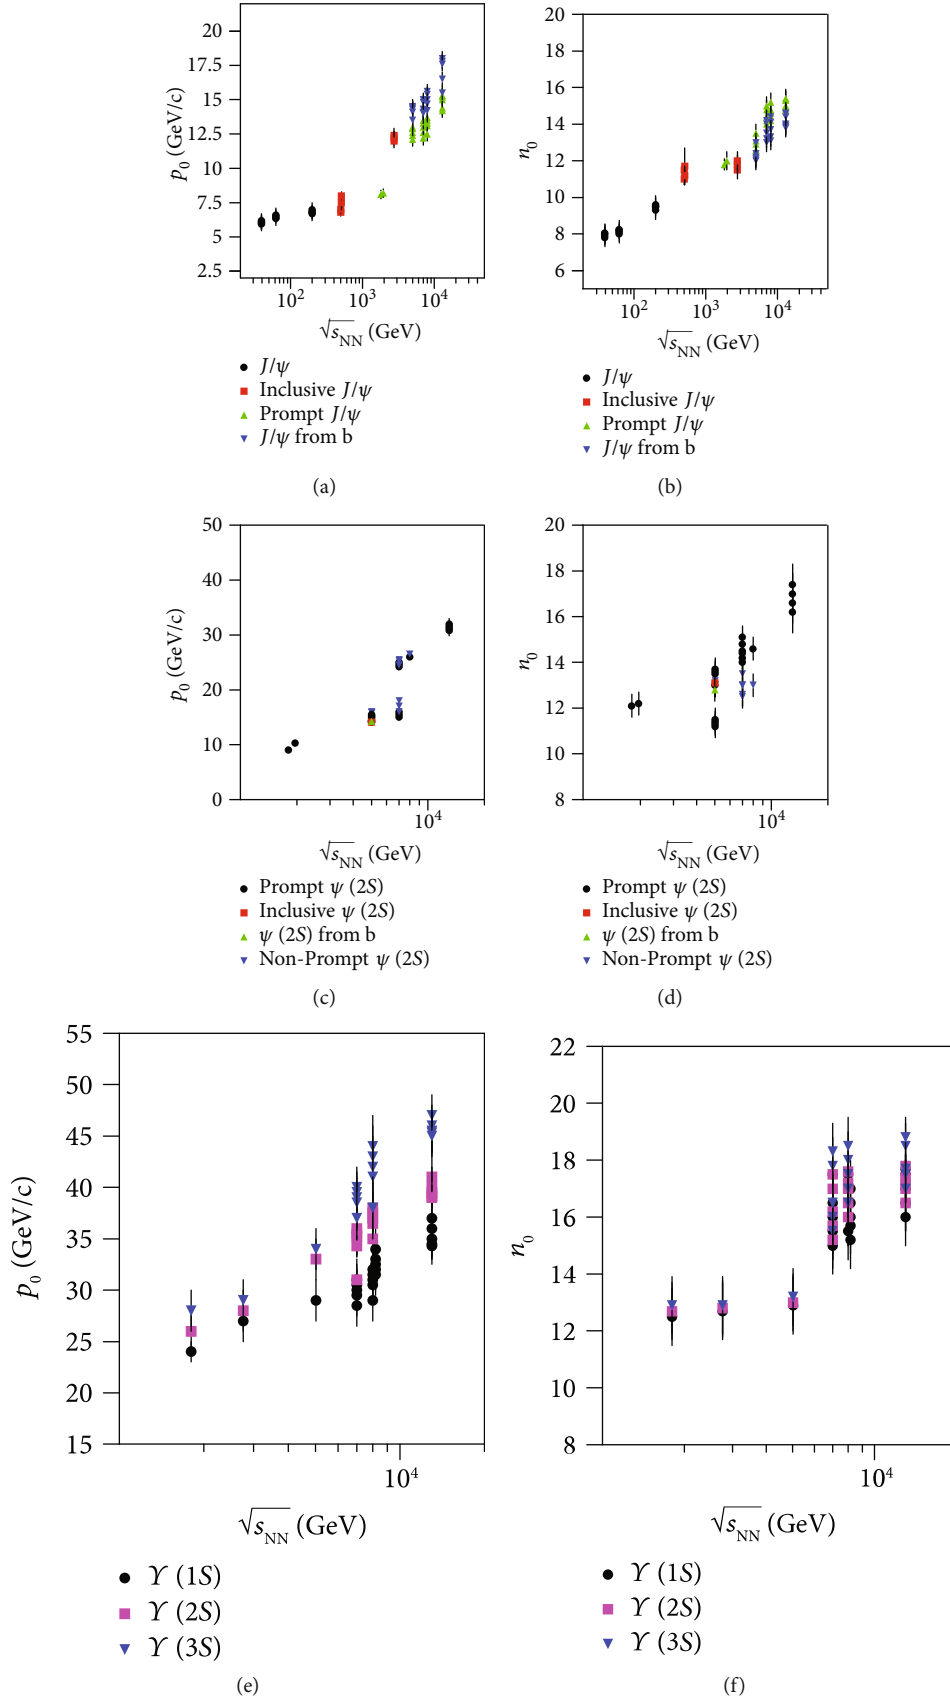 20
17.5
15
12.5
10
7.5
5
2.5
p₀ (GeV/c)
10² 10³ 10⁴
√sNN (GeV)
J/ψ
Inclusive J/ψ
Prompt J/ψ
J/ψ from b
(a)
20
18
16
14
12
10
8
6
n₀
10² 10³ 10⁴
√sNN (GeV)
J/ψ
Inclusive J/ψ
Prompt J/ψ
J/ψ from b
(b)
50
40
30
20
10
0
p₀ (GeV/c)
10⁴
√sNN (GeV)
Prompt ψ (2S)
Inclusive ψ (2S)
ψ (2S) from b
Non-Prompt ψ (2S)
(c)
20
18
16
14
12
10
8
n₀
10⁴
√sNN (GeV)
Prompt ψ (2S)
Inclusive ψ (2S)
ψ (2S) from b
Non-Prompt ψ (2S)
(d)
55
50
45
40
35
30
25
20
15
p₀ (GeV/c)
10⁴
√sNN (GeV)
ϒ (1S)
ϒ (2S)
ϒ (3S)
(e)
22
20
18
16
14
12
10
8
n₀
10⁴
√sNN (GeV)
ϒ (1S)
ϒ (2S)
ϒ (3S)
(f)